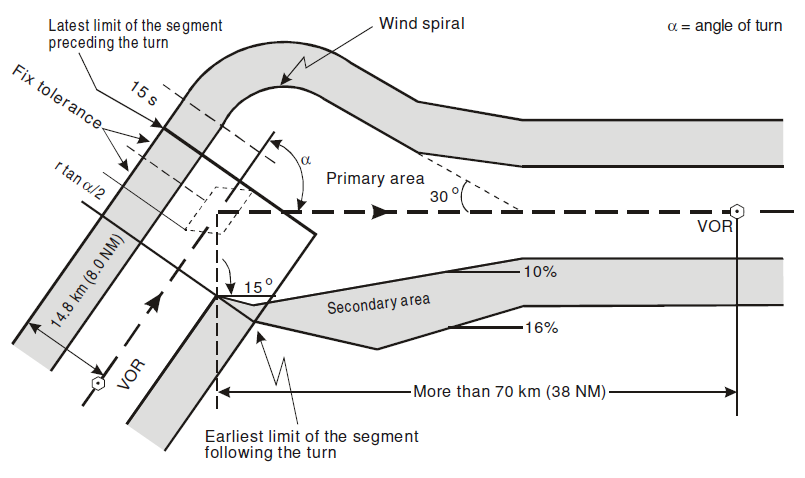 Latest limit of the segment
preceding the turn
Wind spiral
α = angle of turn
Fix tolerance
15 s
r tan α/2
α
Primary area
30°
VOR
14.8 km (8.0 NM)
15°
Secondary area
10%
16%
VOR
More than 70 km (38 NM)
Earliest limit of the segment
following the turn